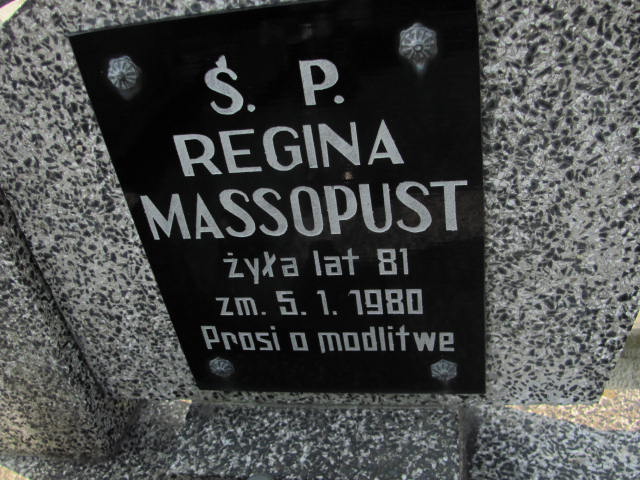 Ś. P.
REGINA
MASSOPUST
żyła lat 81
zm. 5. 1. 1980
Prosi o modlitwe